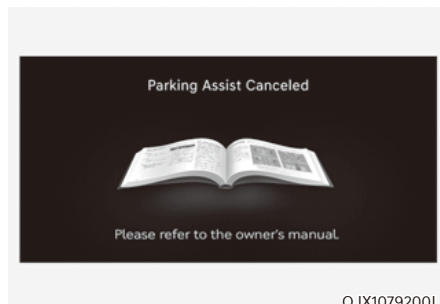 Parking Assist Canceled
Please refer to the owner's manual.
OJX1079200L